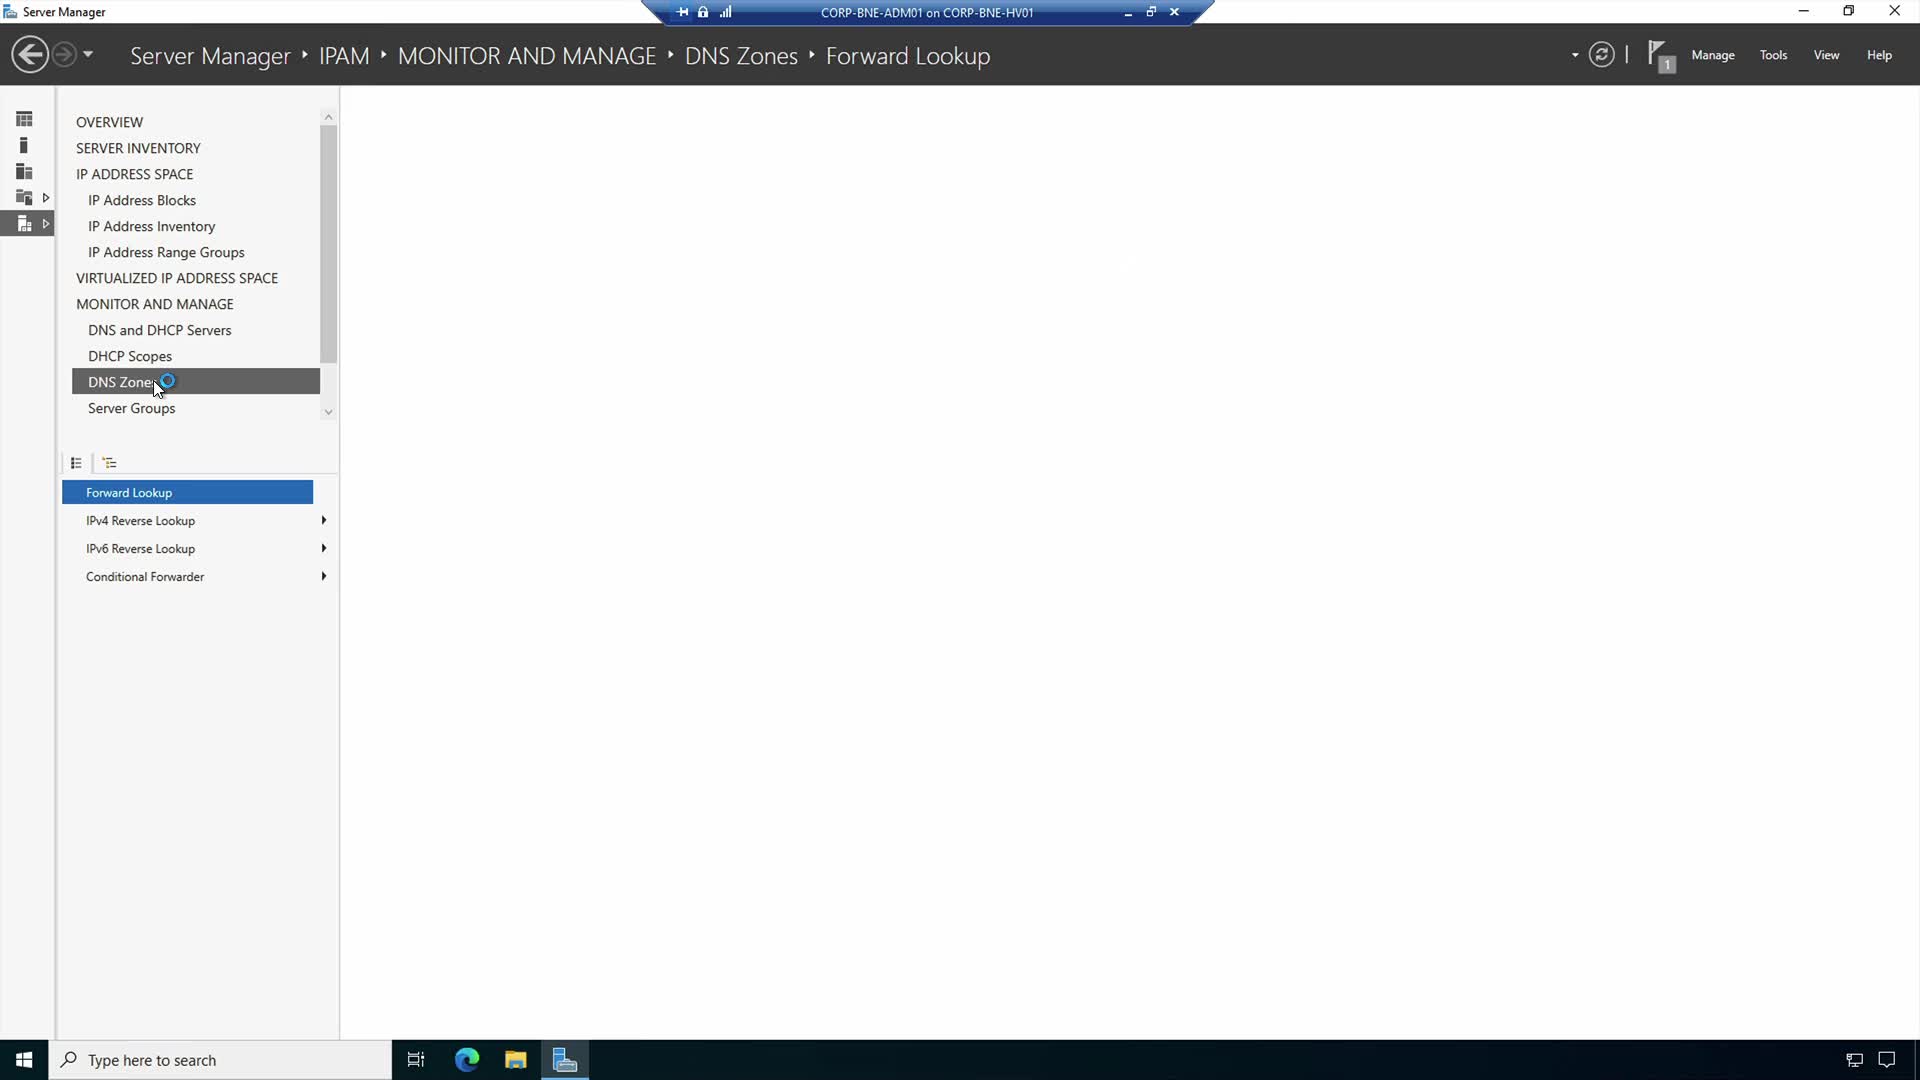 Server Manager
CORP-BNE-ADM01 on CORP-BNE-HV01
Server Manager IPAM MONITOR AND MANAGE DNS Zones Forward Lookup
1
Manage
Tools
View
Help
OVERVIEW
SERVER INVENTORY
IP ADDRESS SPACE
IP Address Blocks
IP Address Inventory
IP Address Range Groups
VIRTUALIZED IP ADDRESS SPACE
MONITOR AND MANAGE
DNS and DHCP Servers
DHCP Scopes
DNS Zones
Server Groups
Forward Lookup
IPv4 Reverse Lookup
IPv6 Reverse Lookup
Conditional Forwarder
Type here to search